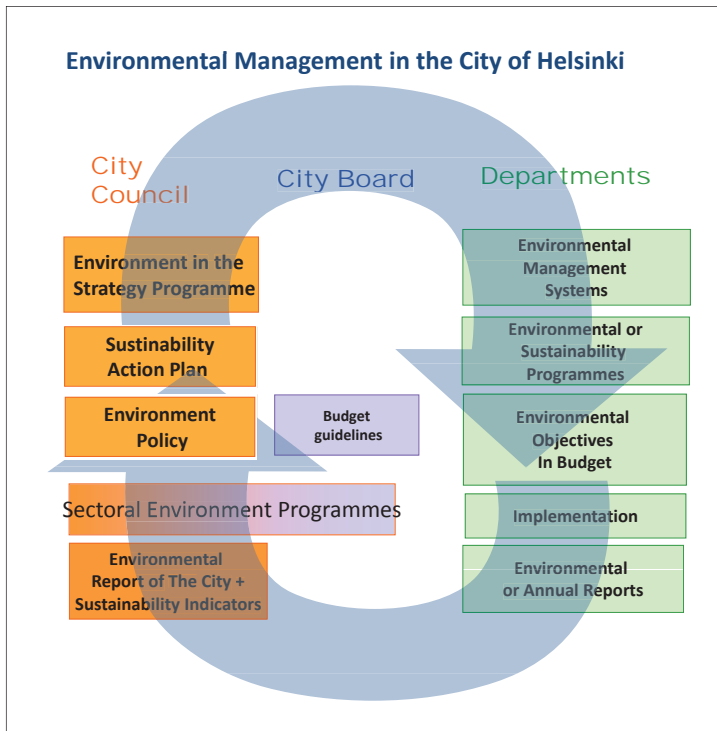 Environmental Management in the City of Helsinki
City
Council
City Board
Departments
Environment in the
Strategy Programme
Sustinability
Action Plan
Environment
Policy
Budget
guidelines
Sectoral Environment Programmes
Environmental
Report of The City +
Sustainability Indicators
Environmental
Management
Systems
Environmental or
Sustainability
Programmes
Environmental
Objectives
In Budget
Implementation
Environmental
or Annual Reports